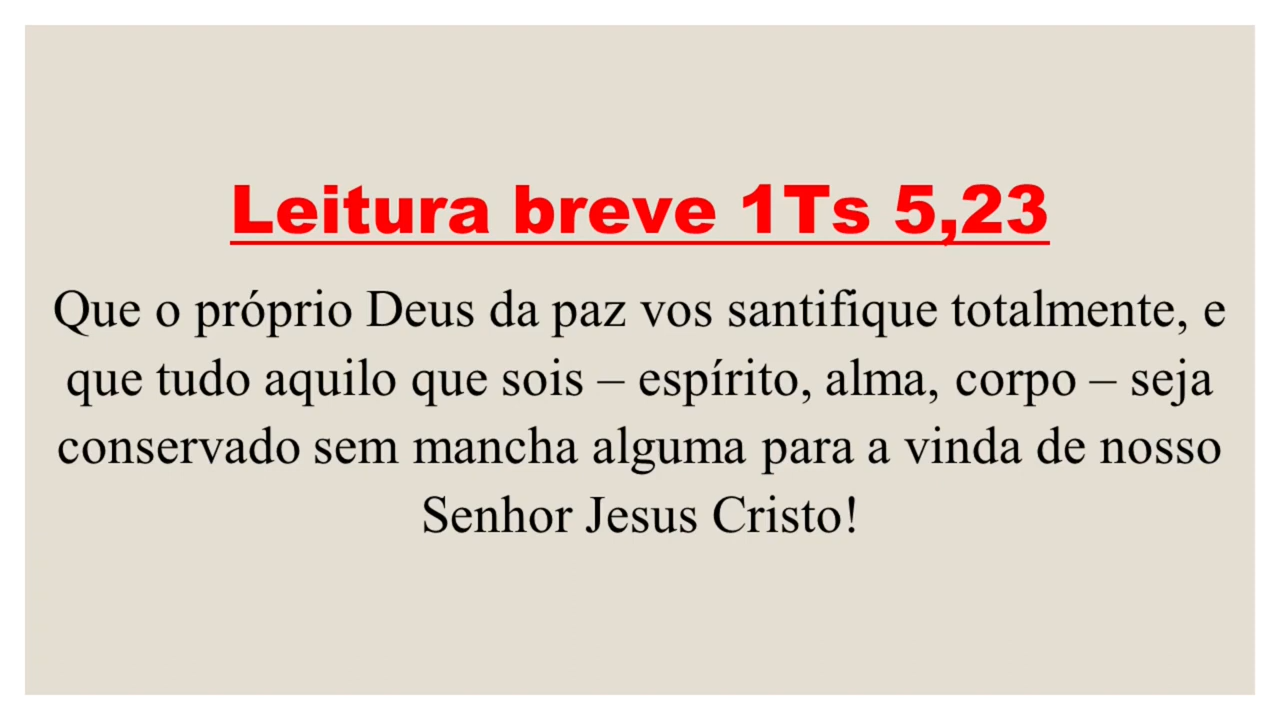 Leitura breve 1Ts 5,23
Que o próprio Deus da paz vos santifique totalmente, e
que tudo aquilo que sois – espírito, alma, corpo – seja
conservado sem mancha alguma para a vinda de nosso
Senhor Jesus Cristo!